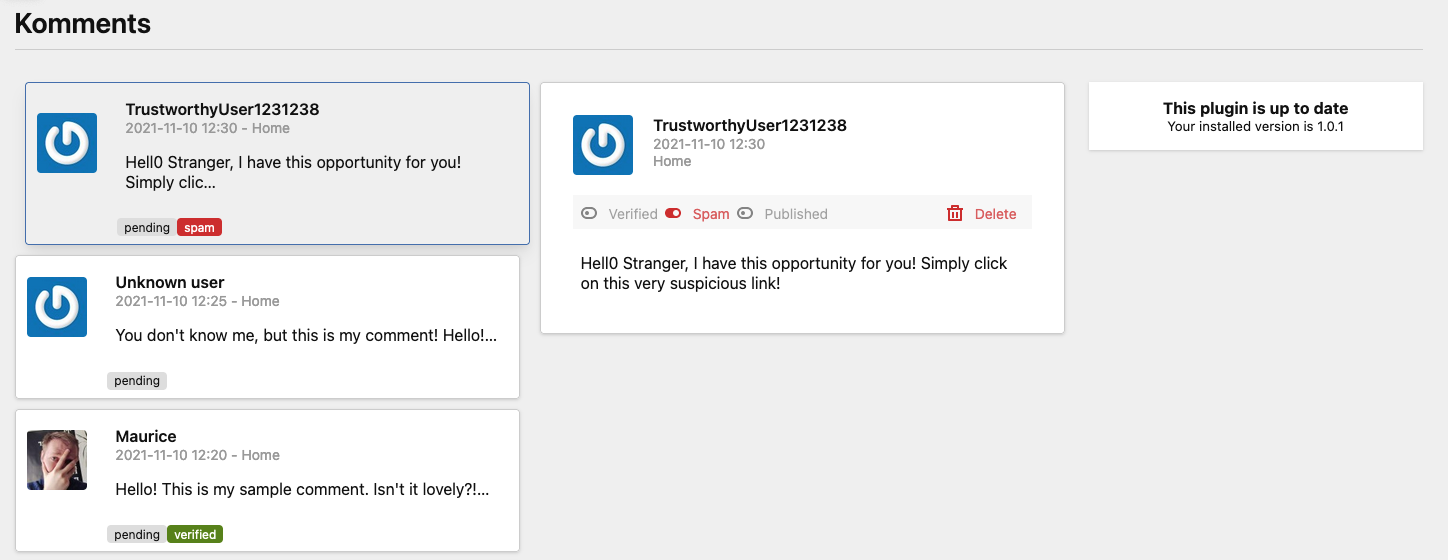 Komments
TrustworthyUser1231238
2021-11-10 12:30 - Home
Hell0 Stranger, I have this opportunity for you!
Simply clic...
pending spam
Unknown user
2021-11-10 12:25 - Home
You don't know me, but this is my comment! Hello!...
pending
Maurice
2021-11-10 12:20 - Home
Hello! This is my sample comment. Isn't it lovely?!...
pending verified
TrustworthyUser1231238
2021-11-10 12:30
Home
Verified Spam Published Delete
Hell0 Stranger, I have this opportunity for you! Simply click
on this very suspicious link!
This plugin is up to date
Your installed version is 1.0.1